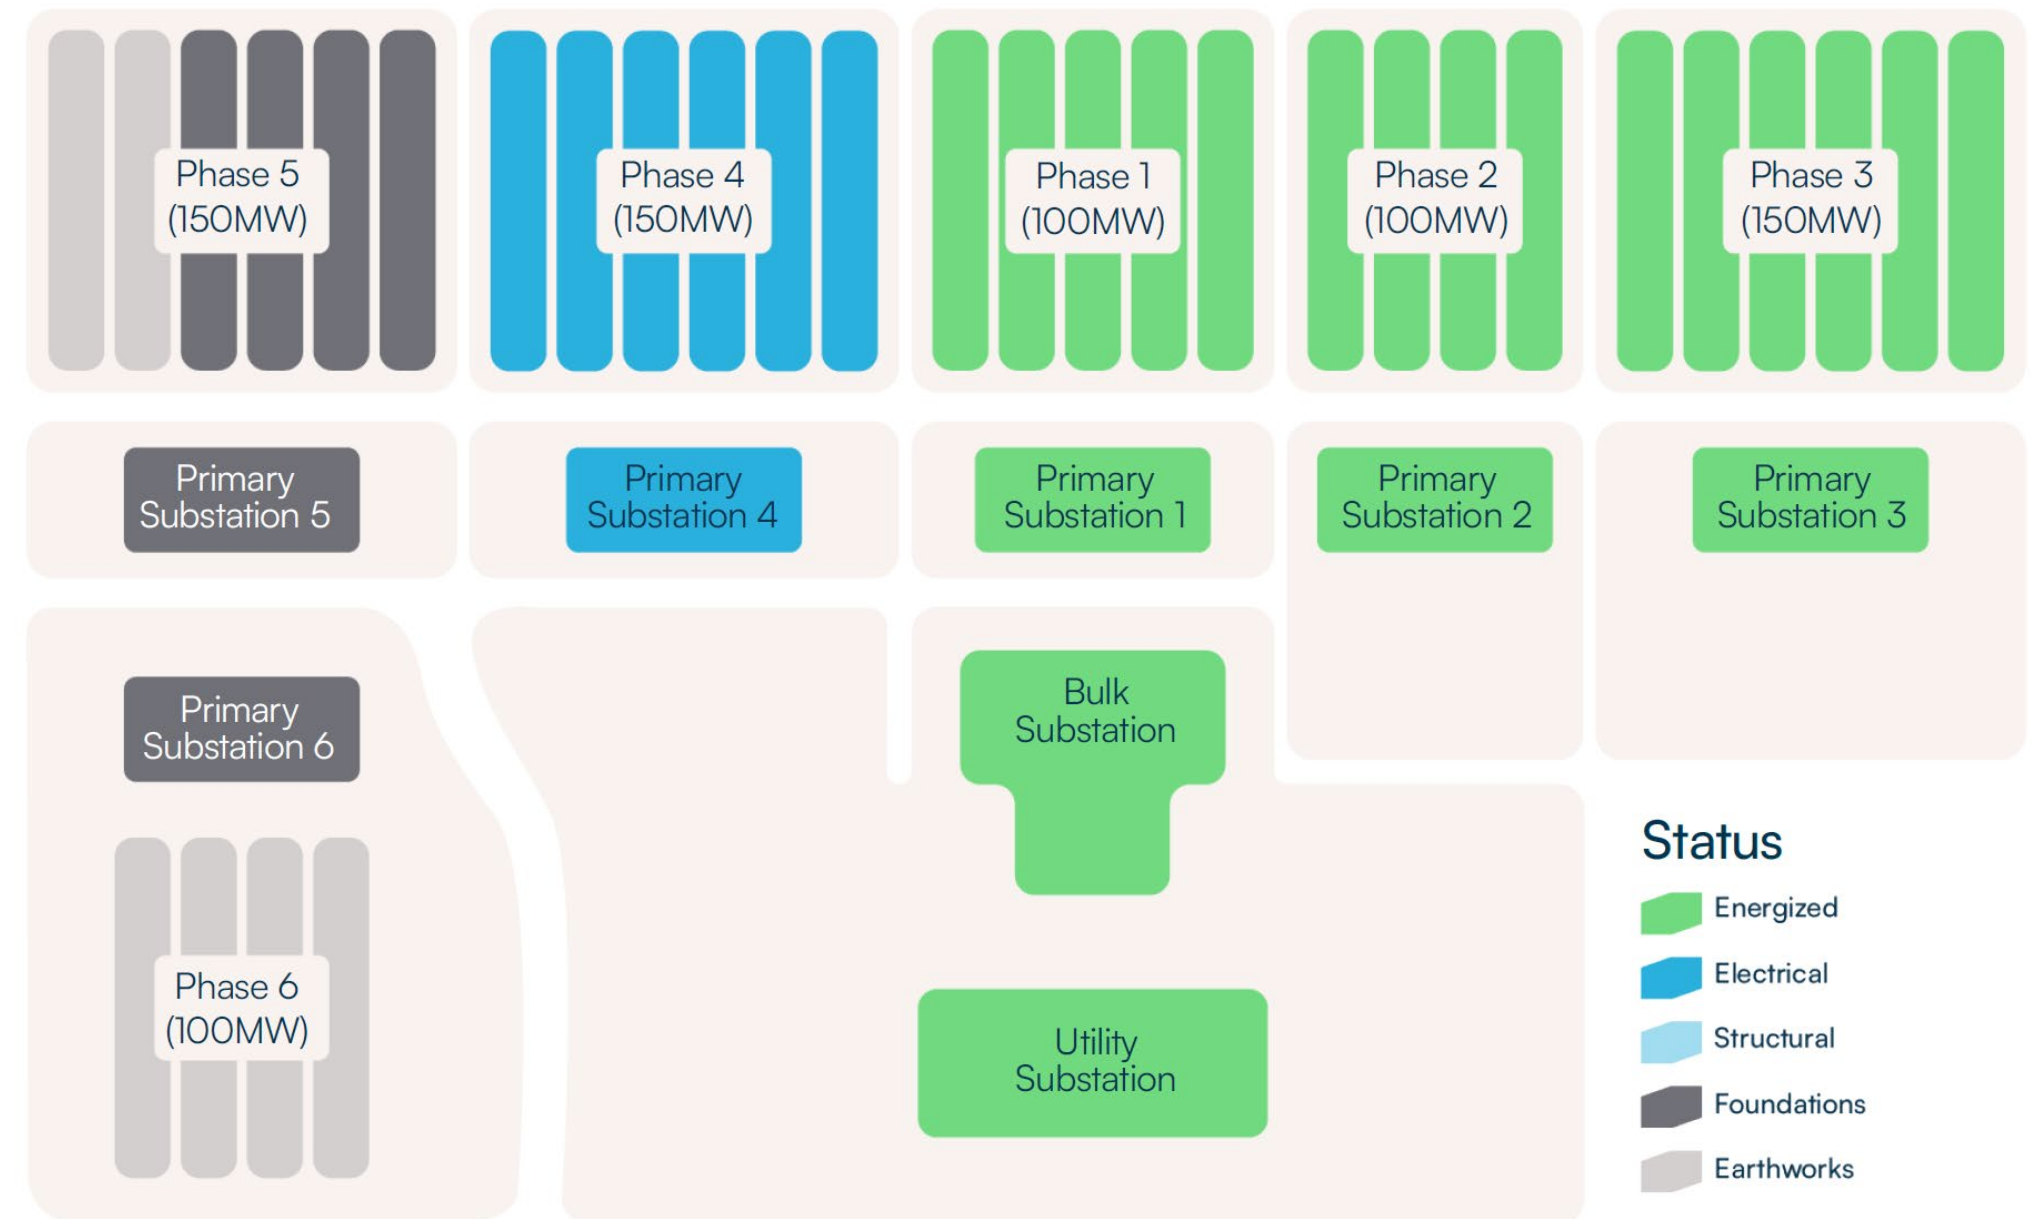 Phase 5
(150MW)
Phase 4
(150MW)
Phase 1
(100MW)
Phase 2
(100MW)
Phase 3
(150MW)
Primary
Substation 5
Primary
Substation 4
Primary
Substation 1
Primary
Substation 2
Primary
Substation 3
Primary
Substation 6
Bulk
Substation
Phase 6
(100MW)
Utility
Substation
Status
Energized
Electrical
Structural
Foundations
Earthworks